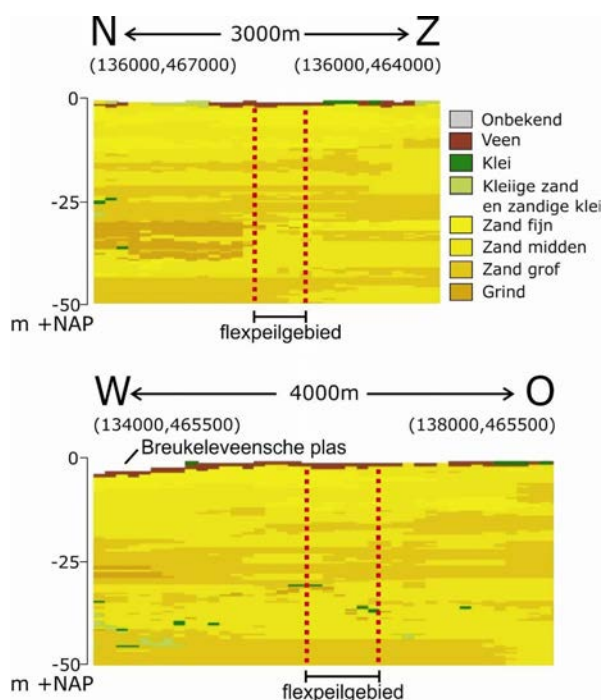 N 3000m Z
(136000,467000) (136000,464000)
0
-25
-50
m +NAP
flexpeilgebied
Onbekend
Veen
Klei
Kleiige zand
en zandige klei
Zand fijn
Zand midden
Zand grof
Grind
W 4000m O
(134000,465500) (138000,465500)
Breukeleveensche plas
0
-25
-50
m +NAP
flexpeilgebied